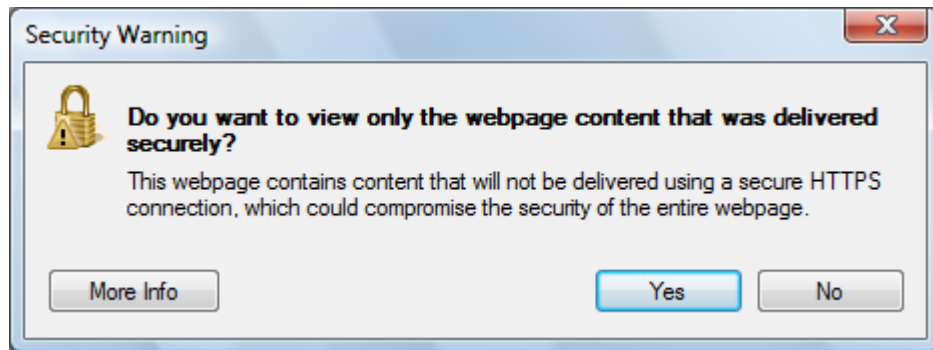 Security Warning
Do you want to view only the webpage content that was delivered
securely?
This webpage contains content that will not be delivered using a secure HTTPS
connection, which could compromise the security of the entire webpage.
More Info
Yes
No